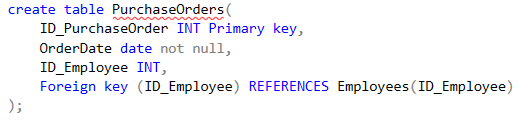 create table PurchaseOrders(
    ID_PurchaseOrder INT Primary key,
    OrderDate date not null,
    ID_Employee INT,
    Foreign key (ID_Employee) REFERENCES Employees(ID_Employee)
);